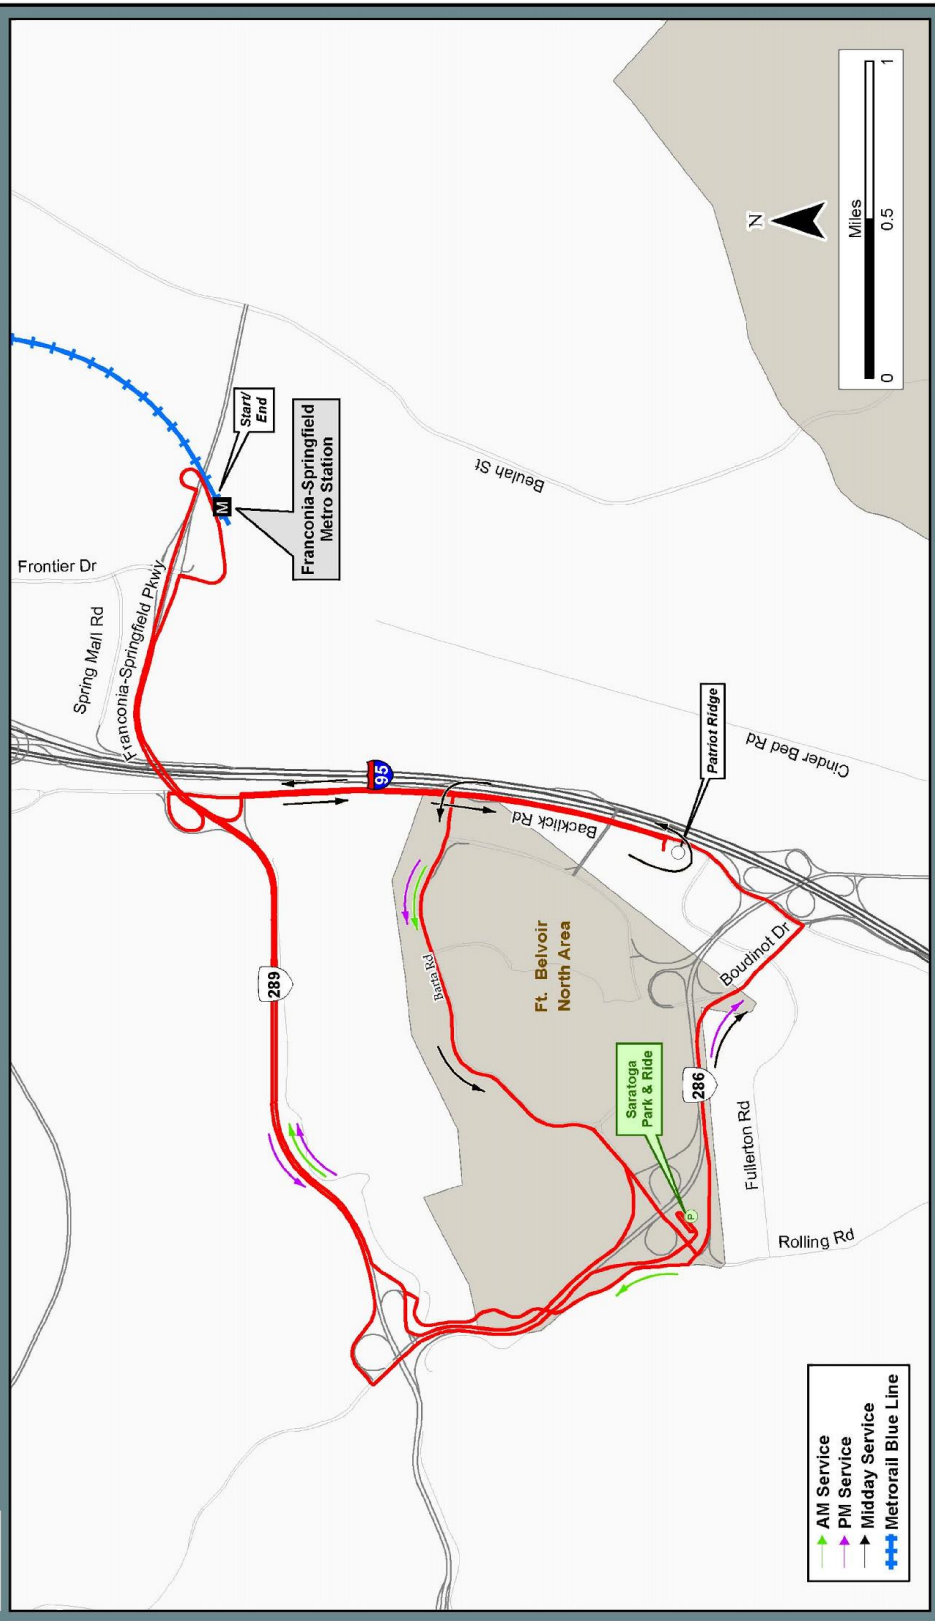 Frontier Dr
Spring Mall Rd
Franconia-Springfield Pkwy
M
Start/
End
Franconia-Springfield
Metro Station
Beulah St
N
Miles
0
0.5
1
95
Backlick Rd
Patriot Ridge
Cinder Bed Rd
289
Barta Rd
Ft. Belvoir
North Area
Boudinot Dr
286
Saratoga
Park & Ride
P
Fullerton Rd
Rolling Rd
AM Service
PM Service
Midday Service
Metrorail Blue Line